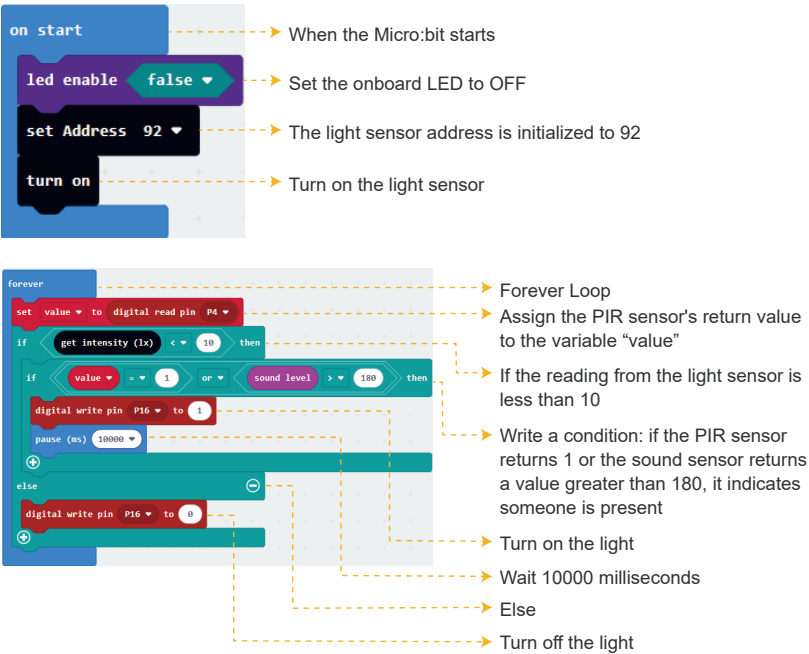 on start
When the Micro:bit starts
led enable false
Set the onboard LED to OFF
set Address 92
The light sensor address is initialized to 92
turn on
Turn on the light sensor
forever
Forever Loop
set value to digital read pin P4
Assign the PIR sensor's return value
to the variable “value”
if get intensity (lx) < 10 then
If the reading from the light sensor is
less than 10
if value = 1 or sound level > 180 then
Write a condition: if the PIR sensor
returns 1 or the sound sensor returns
a value greater than 180, it indicates
someone is present
digital write pin P16 to 1
Turn on the light
pause (ms) 10000
Wait 10000 milliseconds
else
Else
digital write pin P16 to 0
Turn off the light